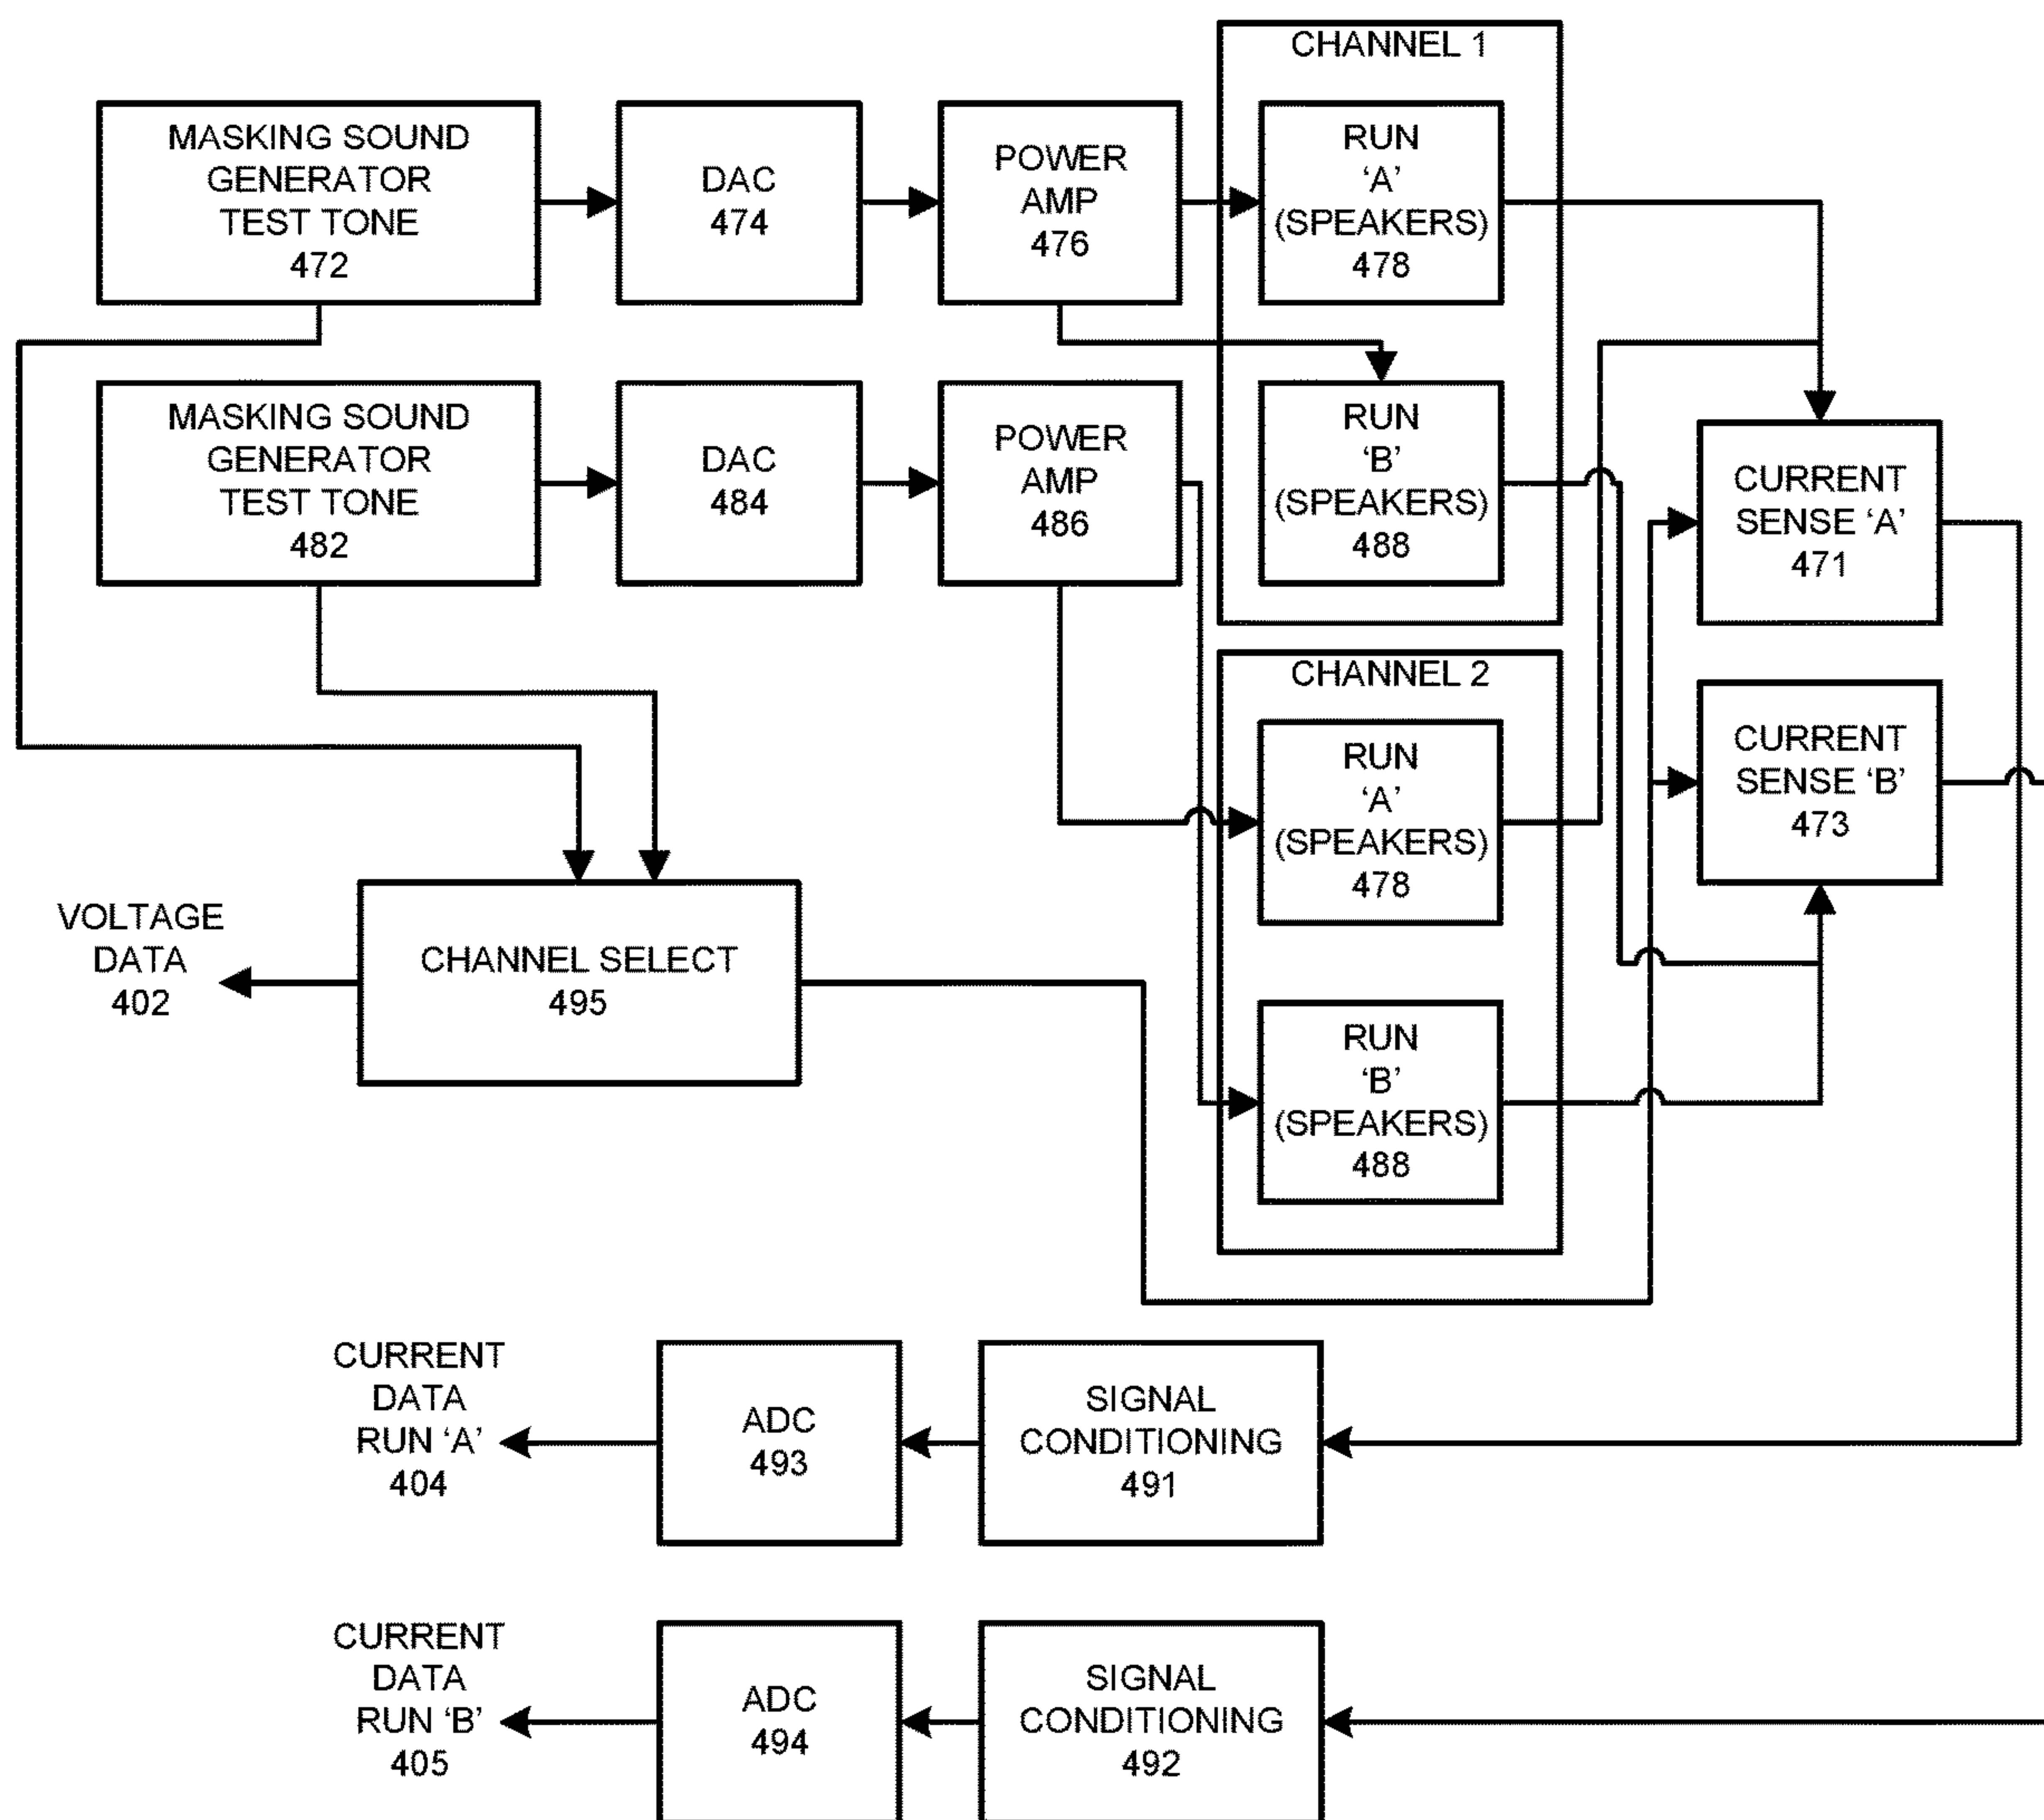 CHANNEL 1
MASKING SOUND
GENERATOR
TEST TONE
472
DAC
474
POWER
AMP
476
RUN
‘A’
(SPEAKERS)
478
MASKING SOUND
GENERATOR
TEST TONE
482
DAC
484
POWER
AMP
486
RUN
‘B’
(SPEAKERS)
488
CURRENT
SENSE ‘A’
471
CHANNEL 2
RUN
‘A’
(SPEAKERS)
478
CURRENT
SENSE ‘B’
473
VOLTAGE
DATA
402
CHANNEL SELECT
495
RUN
‘B’
(SPEAKERS)
488
CURRENT
DATA
RUN ‘A’
404
ADC
493
SIGNAL
CONDITIONING
491
CURRENT
DATA
RUN ‘B’
405
ADC
494
SIGNAL
CONDITIONING
492